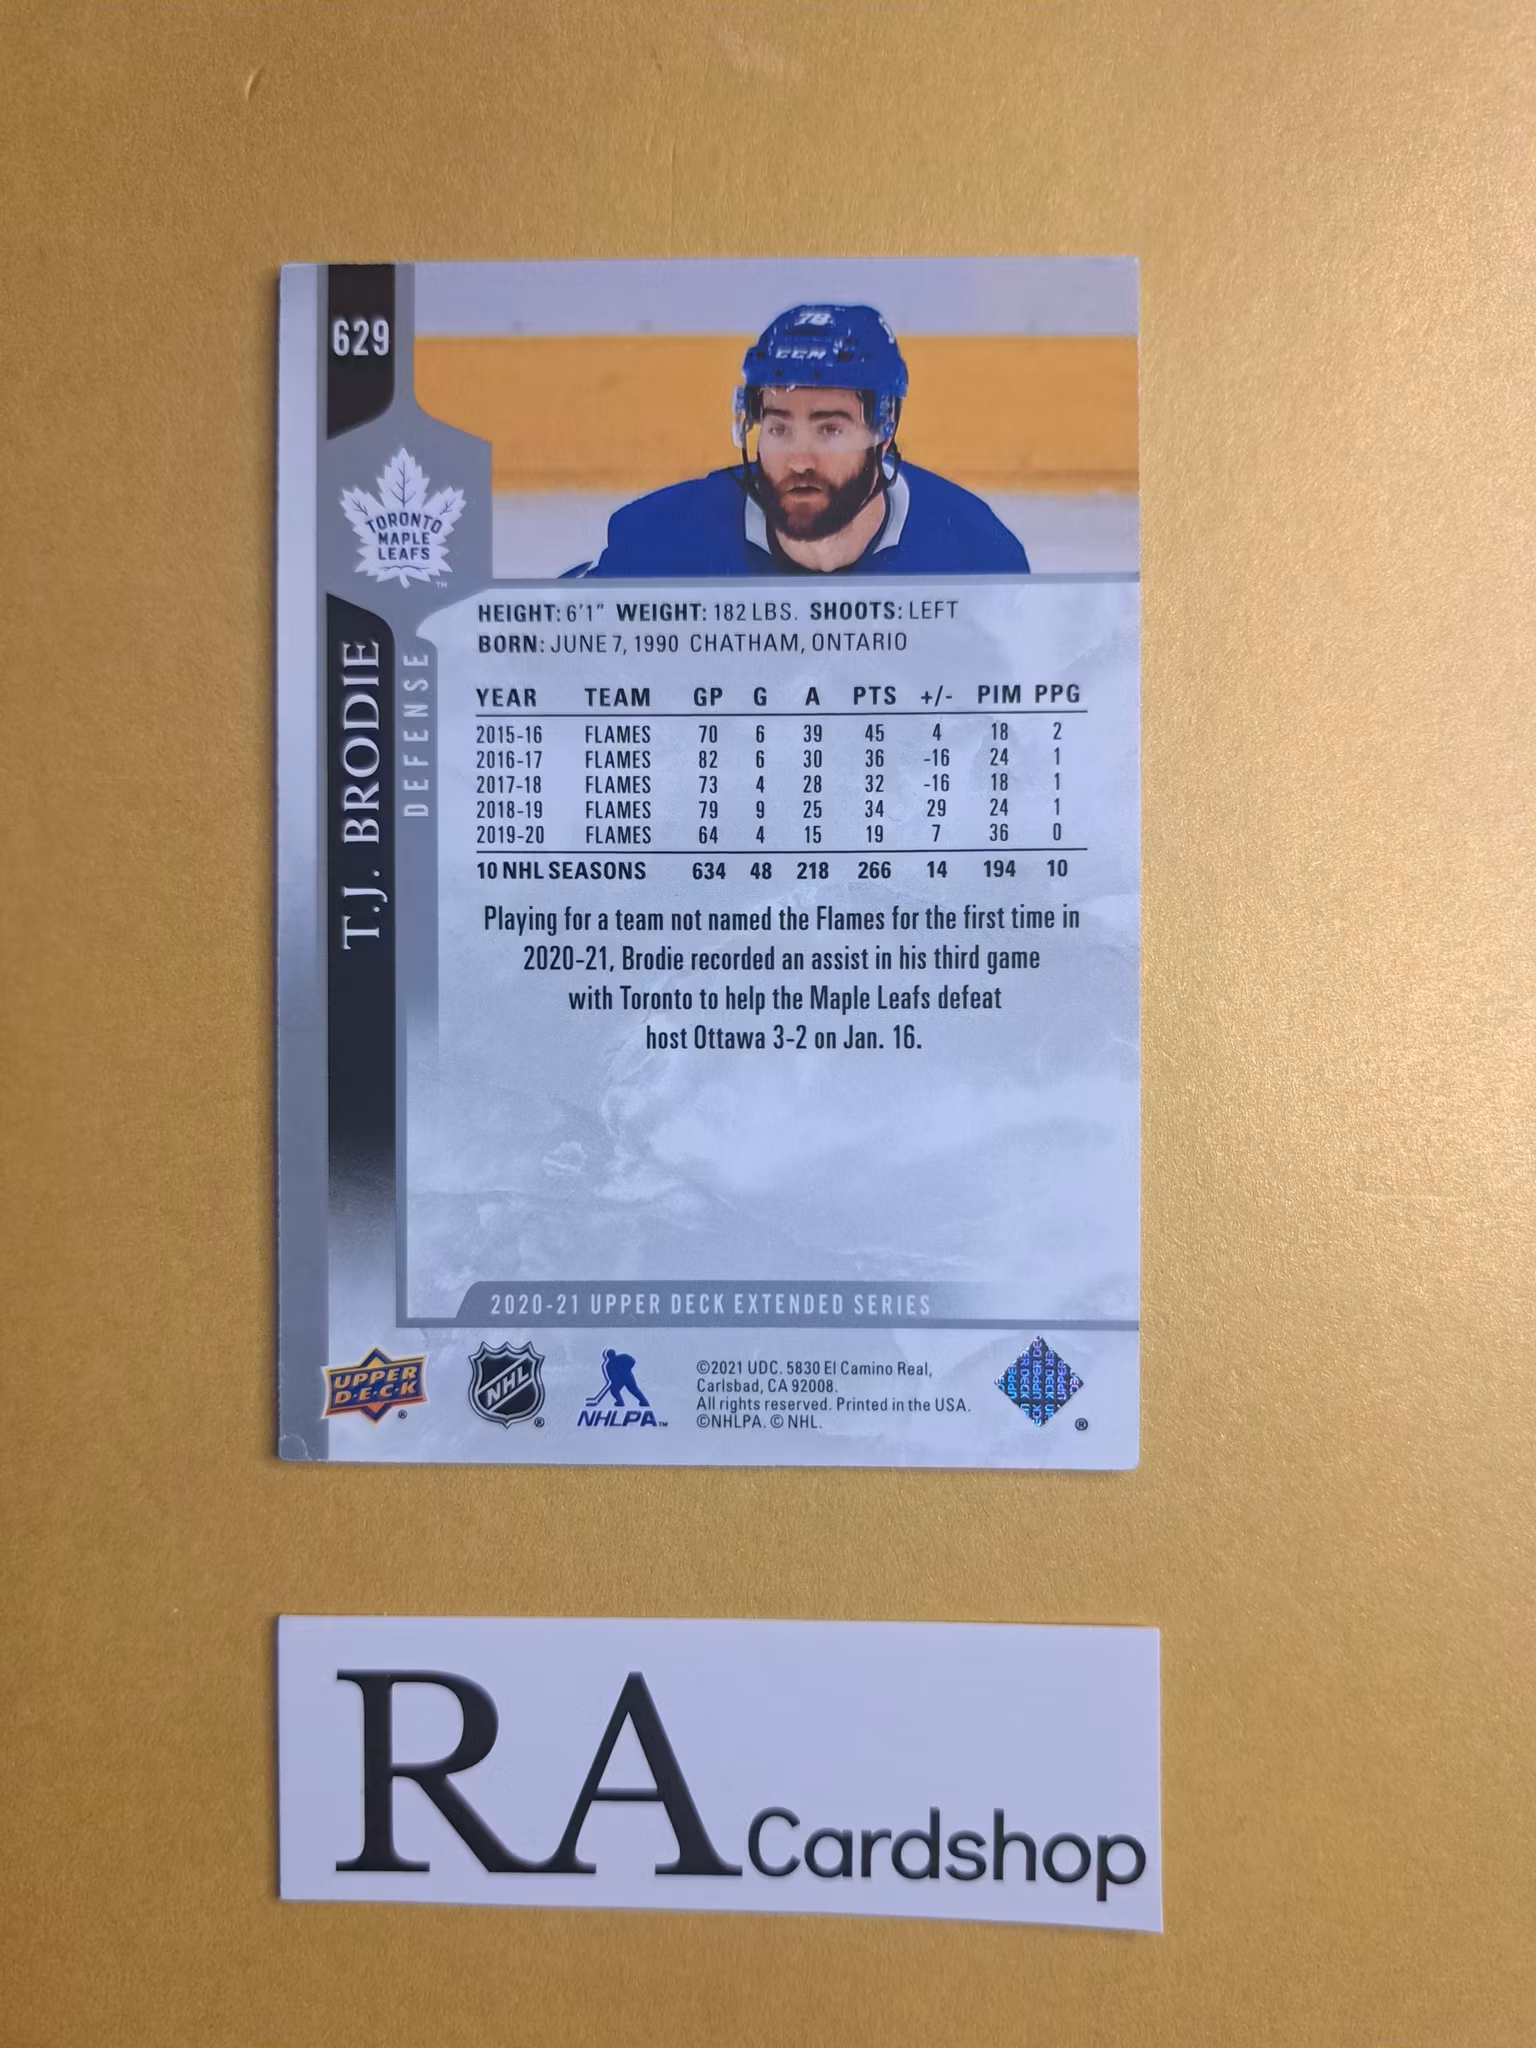 629
78
CCM
TORONTO
MAPLE
LEAFS
™
T.J. BRODIE
DEFENSE
HEIGHT: 6'1" WEIGHT: 182 LBS. SHOOTS: LEFT
BORN: JUNE 7, 1990 CHATHAM, ONTARIO
YEAR TEAM GP G A PTS +/- PIM PPG
2015-16 FLAMES 70 6 39 45 4 18 2
2016-17 FLAMES 82 6 30 36 -16 24 1
2017-18 FLAMES 73 4 28 32 -16 18 1
2018-19 FLAMES 79 9 25 34 29 24 1
2019-20 FLAMES 64 4 15 19 7 36 0
10 NHL SEASONS 634 48 218 266 14 194 10
Playing for a team not named the Flames for the first time in
2020-21, Brodie recorded an assist in his third game
with Toronto to help the Maple Leafs defeat
host Ottawa 3-2 on Jan. 16.
2020-21 UPPER DECK EXTENDED SERIES
UPPER
D·E·C·K
®
NHL
®
NHLPA™
©2021 UDC. 5830 El Camino Real,
Carlsbad, CA 92008.
All rights reserved. Printed in the USA.
©NHLPA. © NHL.
®
RA Cardshop